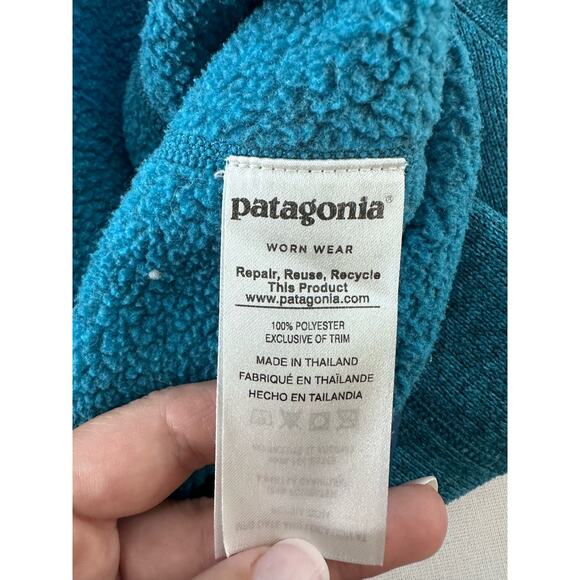 patagonia®
WORN WEAR
Repair, Reuse, Recycle
This Product
www.patagonia.com
100% POLYESTER
EXCLUSIVE OF TRIM
MADE IN THAILAND
FABRIQUÉ EN THAÏLANDE
HECHO EN TAILANDIA